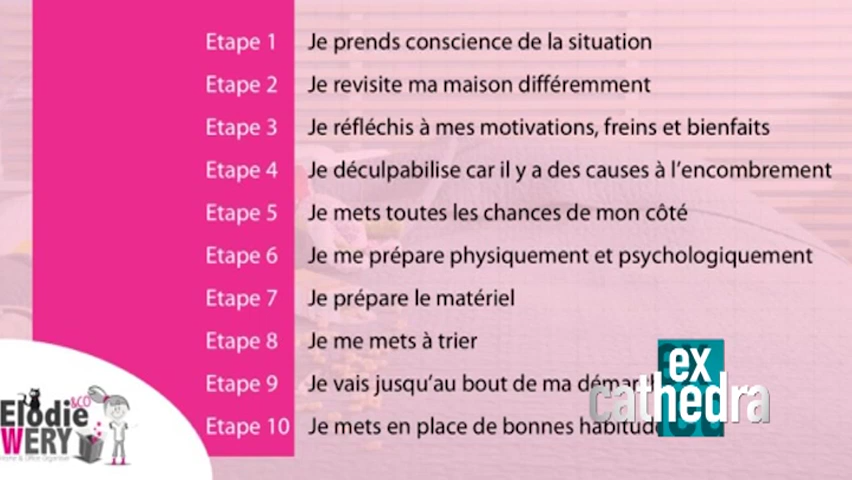 Etape 1 Je prends conscience de la situation
Etape 2 Je revisite ma maison différemment
Etape 3 Je réfléchis à mes motivations, freins et bienfaits
Etape 4 Je déculpabilise car il y a des causes à l'encombrement
Etape 5 Je mets toutes les chances de mon côté
Etape 6 Je me prépare physiquement et psychologiquement
Etape 7 Je prépare le matériel
Etape 8 Je me mets à trier
Etape 9 Je vais jusqu'au bout de ma
Etape 10 Je mets en place de bonnes
ex
cathedra
&CO
Elodie
WERY